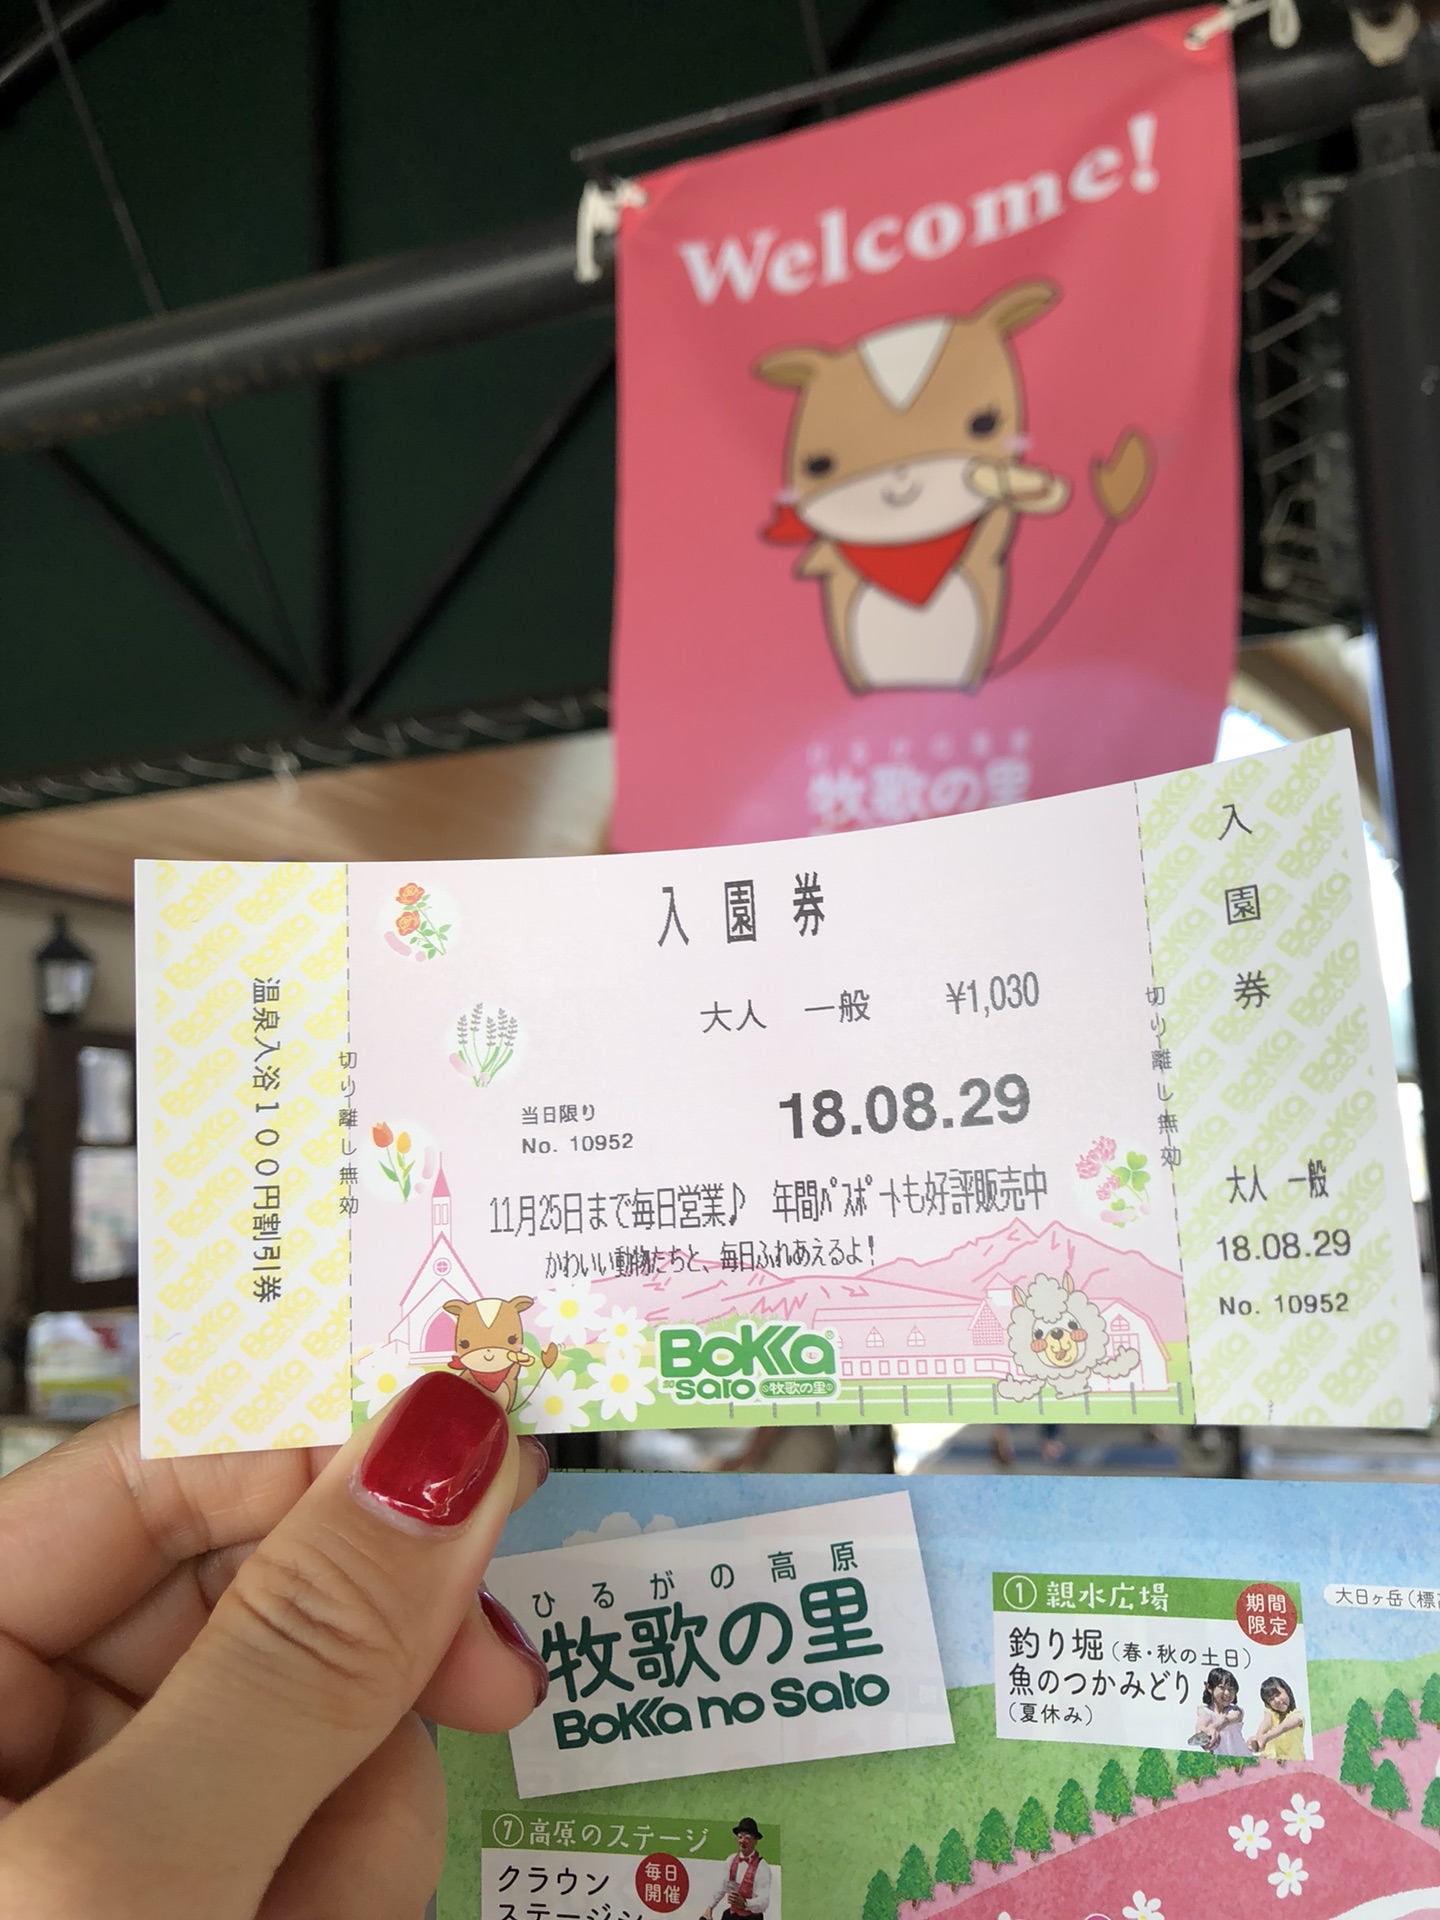 Welcome!
ひるがの高原
牧歌の里
温泉入浴100円割引券
切り離し無効
入園券
大人 一般 ¥1,030
当日限り
No. 10952
18.08.29
11月25日まで毎日営業♪ 年間パスポートも好評販売中
かわいい動物たちと、毎日ふれあえるよ!
BoKKa
no sato 牧歌の里
切り離し無効
入園券
大人 一般
18.08.29
No. 10952
ひるがの高原
牧歌の里
BoKKa no Sato
① 親水広場
期間
限定
釣り堀(春・秋の土日)
魚のつかみどり
(夏休み)
大日ヶ岳(標高
⑦ 高原のステージ
クラウン
毎日
開催